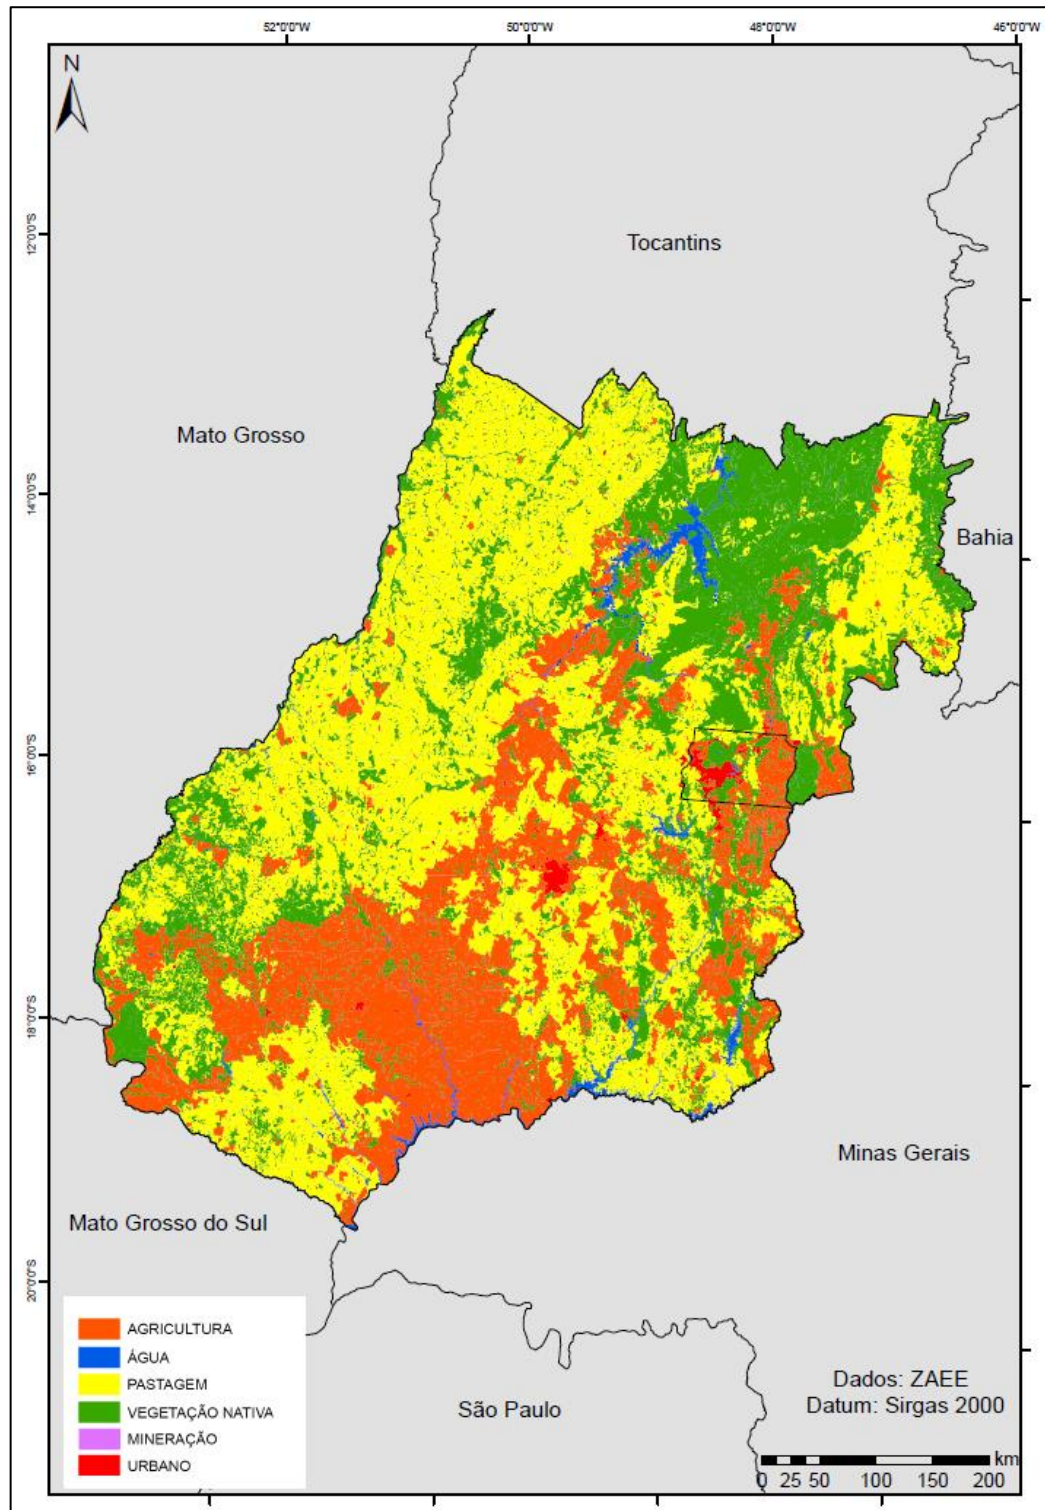 52°0'0"W
50°0'0"W
48°0'0"W
46°0'0"W
N
12°0'0"S
Tocantins
Mato Grosso
14°0'0"S
Bahia
16°0'0"S
18°0'0"S
Minas Gerais
Mato Grosso do Sul
20°0'0"S
AGRICULTURA
ÁGUA
PASTAGEM
VEGETAÇÃO NATIVA
MINERAÇÃO
URBANO
São Paulo
Dados: ZAEE
Datum: Sirgas 2000
km
0 25 50 100 150 200